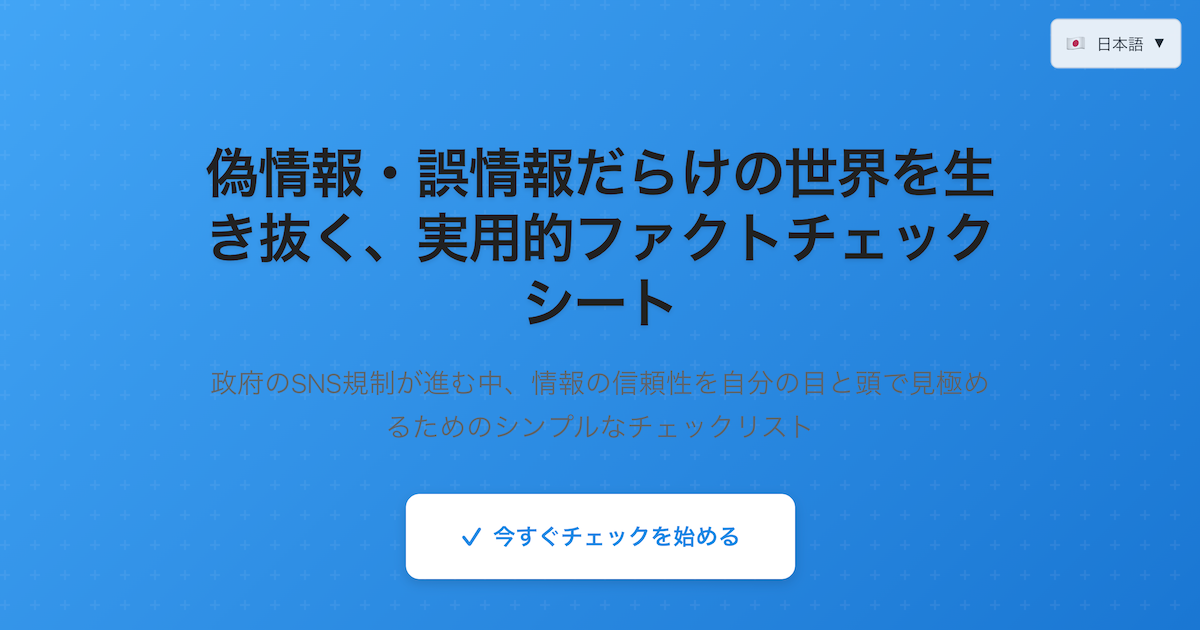 日本語 ▼
偽情報・誤情報だらけの世界を生
き抜く、実用的ファクトチェック
シート
政府のSNS規制が進む中、情報の信頼性を自分の目と頭で見極め
るためのシンプルなチェックリスト
✓ 今すぐチェックを始める